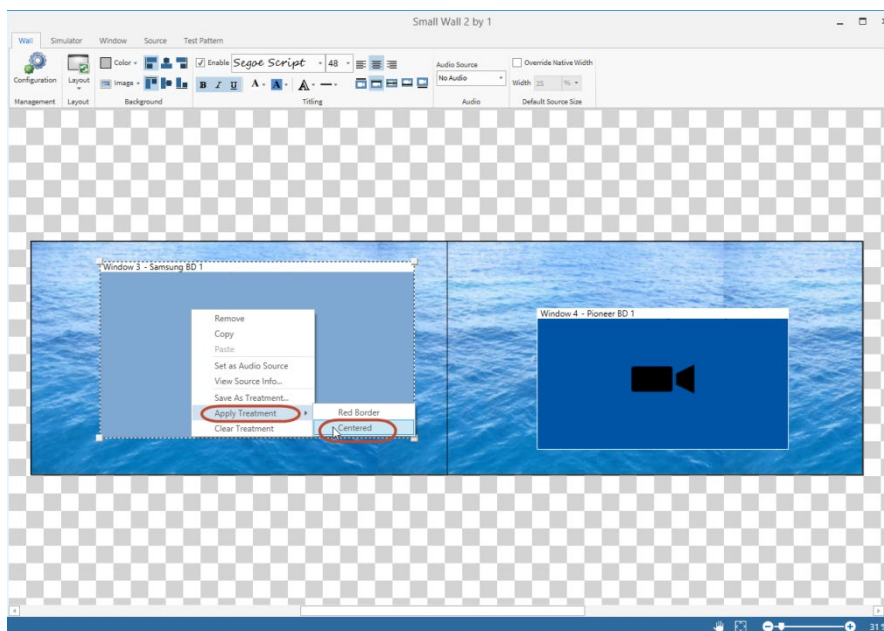 Small Wall 2 by 1
Wall Simulator Window Source Test Pattern
Color Enable Segoe Script 48 Audio Source Override Native Width
Configuration Layout Image B I U A A A No Audio Width 25 %
Management Layout Background Titling Audio Default Source Size
Window 3 - Samsung BD 1
Window 4 - Pioneer BD 1
Remove
Copy
Paste
Set as Audio Source
View Source Info...
Save As Treatment...
Apply Treatment Red Border
Clear Treatment Centered